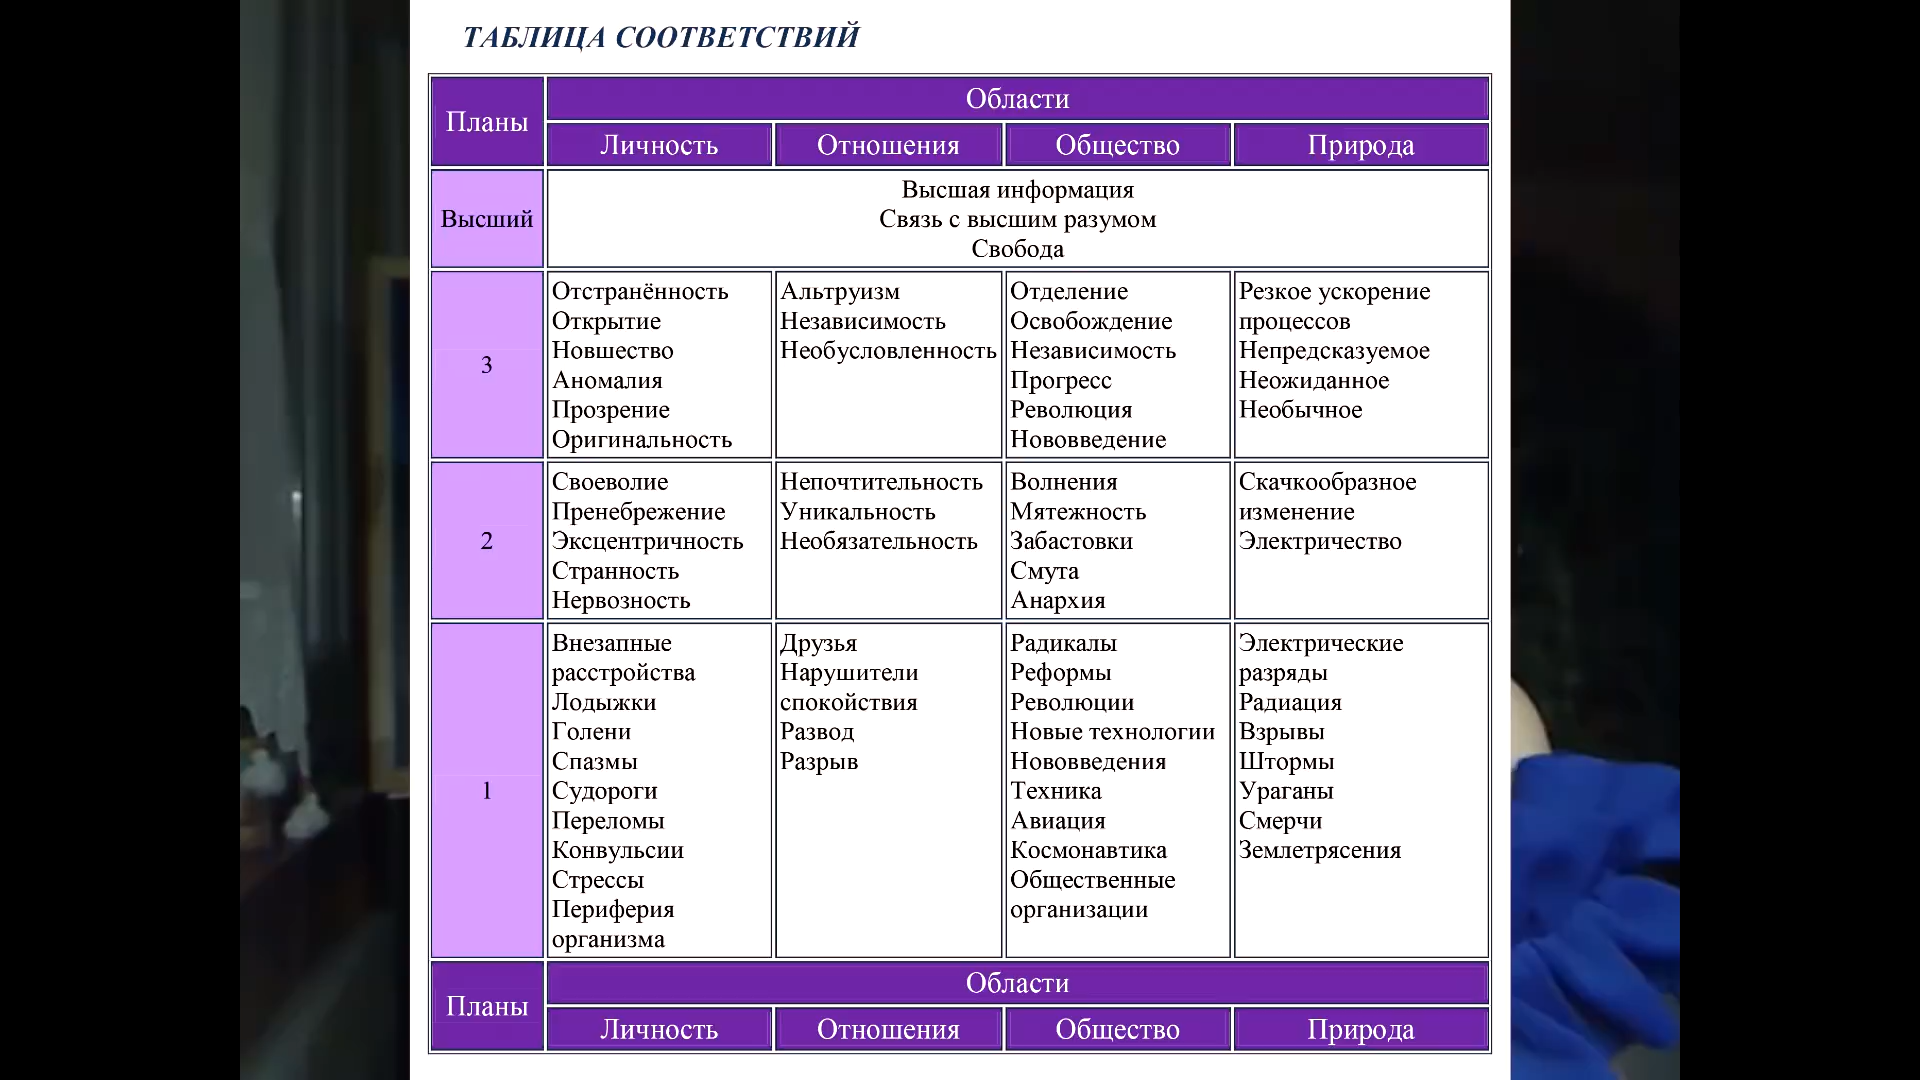 ТАБЛИЦА СООТВЕТСТВИЙ
Планы
Области
Личность
Отношения
Общество
Природа
Высший
Высшая информация
Связь с высшим разумом
Свобода
3
Отстранённость
Открытие
Новшество
Аномалия
Прозрение
Оригинальность
Альтруизм
Независимость
Необусловленность
Отделение
Освобождение
Независимость
Прогресс
Революция
Нововведение
Резкое ускорение
процессов
Непредсказуемое
Неожиданное
Необычное
2
Своеволие
Пренебрежение
Эксцентричность
Странность
Нервозность
Непочтительность
Уникальность
Необязательность
Волнения
Мятежность
Забастовки
Смута
Анархия
Скачкообразное
изменение
Электричество
1
Внезапные
расстройства
Лодыжки
Голени
Спазмы
Судороги
Переломы
Конвульсии
Стрессы
Периферия
организма
Друзья
Нарушители
спокойствия
Развод
Разрыв
Радикалы
Реформы
Революции
Новые технологии
Нововведения
Техника
Авиация
Космонавтика
Общественные
организации
Электрические
разряды
Радиация
Взрывы
Штормы
Ураганы
Смерчи
Землетрясения
Планы
Области
Личность
Отношения
Общество
Природа